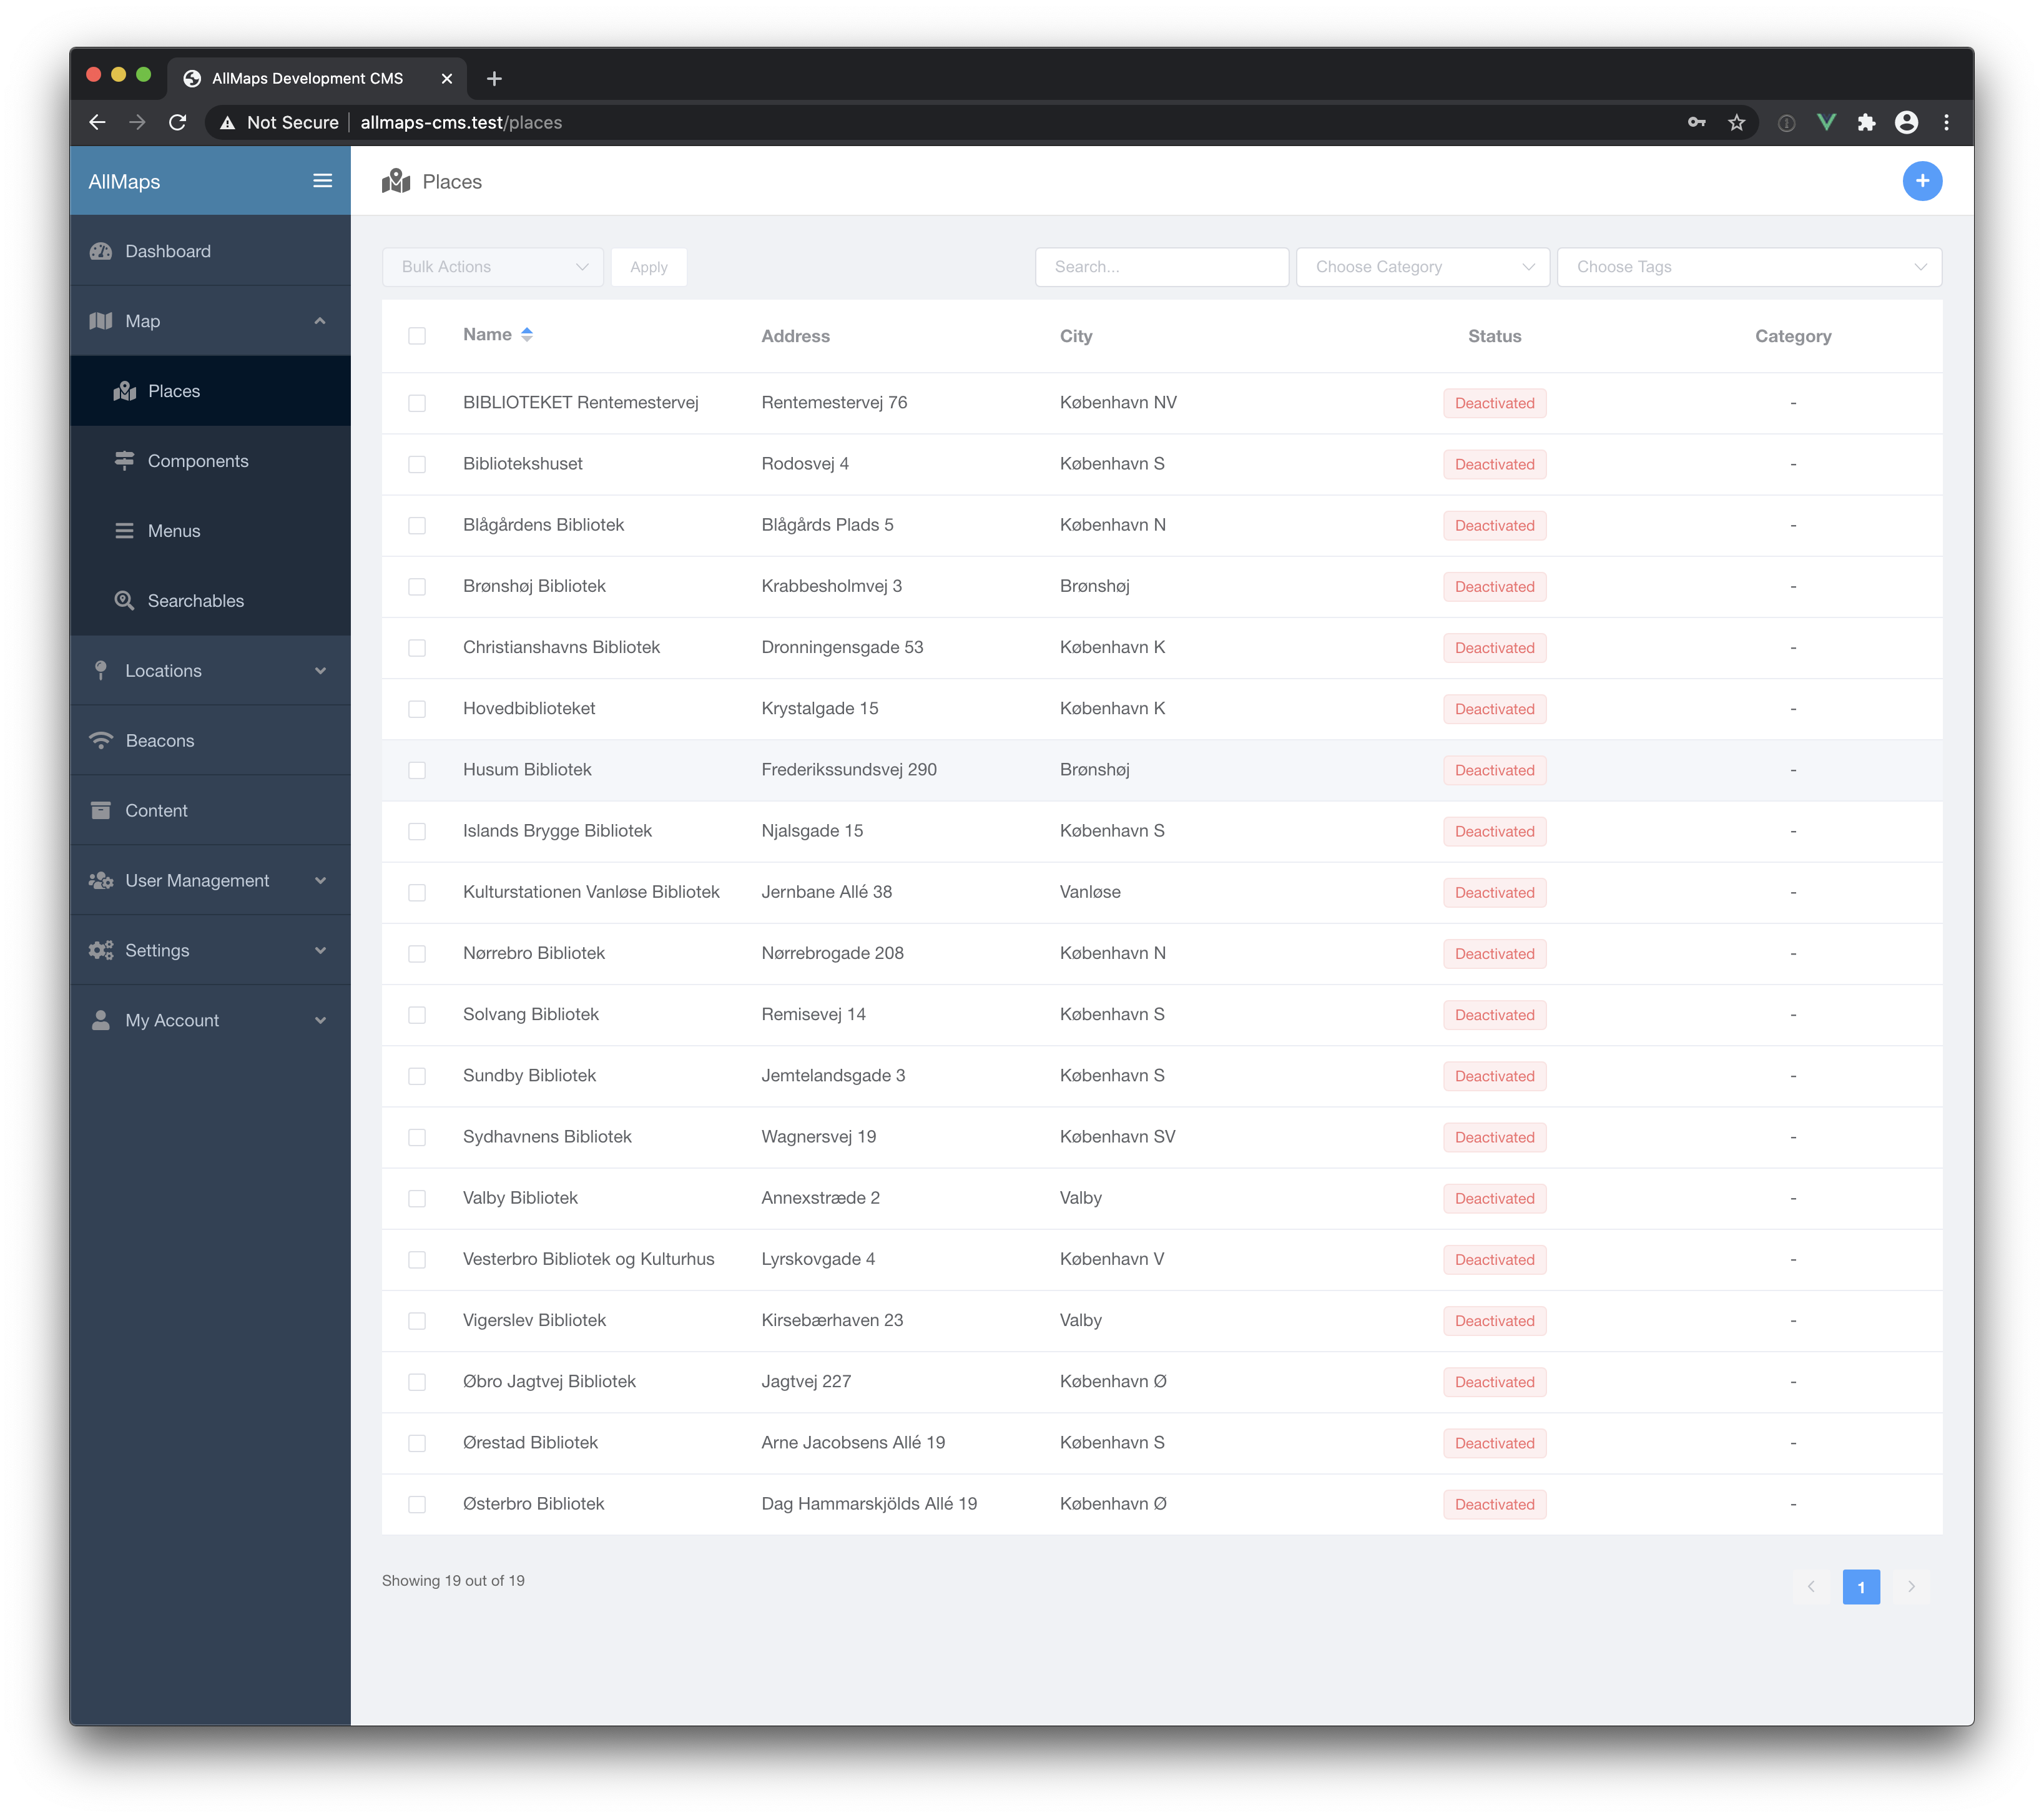 AllMaps Development CMS
Not Secure allmaps-cms.test/places
AllMaps
Dashboard
Map
Places
Components
Menus
Searchables
Locations
Beacons
Content
User Management
Settings
My Account
Places
Bulk Actions Apply Search... Choose Category Choose Tags
Name Address City Status Category
BIBLIOTEKET Rentemestervej Rentemestervej 76 København NV Deactivated -
Bibliotekshuset Rodosvej 4 København S Deactivated -
Blågårdens Bibliotek Blågårds Plads 5 København N Deactivated -
Brønshøj Bibliotek Krabbesholmvej 3 Brønshøj Deactivated -
Christianshavns Bibliotek Dronningensgade 53 København K Deactivated -
Hovedbiblioteket Krystalgade 15 København K Deactivated -
Husum Bibliotek Frederikssundsvej 290 Brønshøj Deactivated -
Islands Brygge Bibliotek Njalsgade 15 København S Deactivated -
Kulturstationen Vanløse Bibliotek Jernbane Allé 38 Vanløse Deactivated -
Nørrebro Bibliotek Nørrebrogade 208 København N Deactivated -
Solvang Bibliotek Remisevej 14 København S Deactivated -
Sundby Bibliotek Jemtelandsgade 3 København S Deactivated -
Sydhavnens Bibliotek Wagnersvej 19 København SV Deactivated -
Valby Bibliotek Annexstræde 2 Valby Deactivated -
Vesterbro Bibliotek og Kulturhus Lyrskovgade 4 København V Deactivated -
Vigerslev Bibliotek Kirsebærhaven 23 Valby Deactivated -
Øbro Jagtvej Bibliotek Jagtvej 227 København Ø Deactivated -
Ørestad Bibliotek Arne Jacobsens Allé 19 København S Deactivated -
Østerbro Bibliotek Dag Hammarskjölds Allé 19 København Ø Deactivated -
Showing 19 out of 19 1